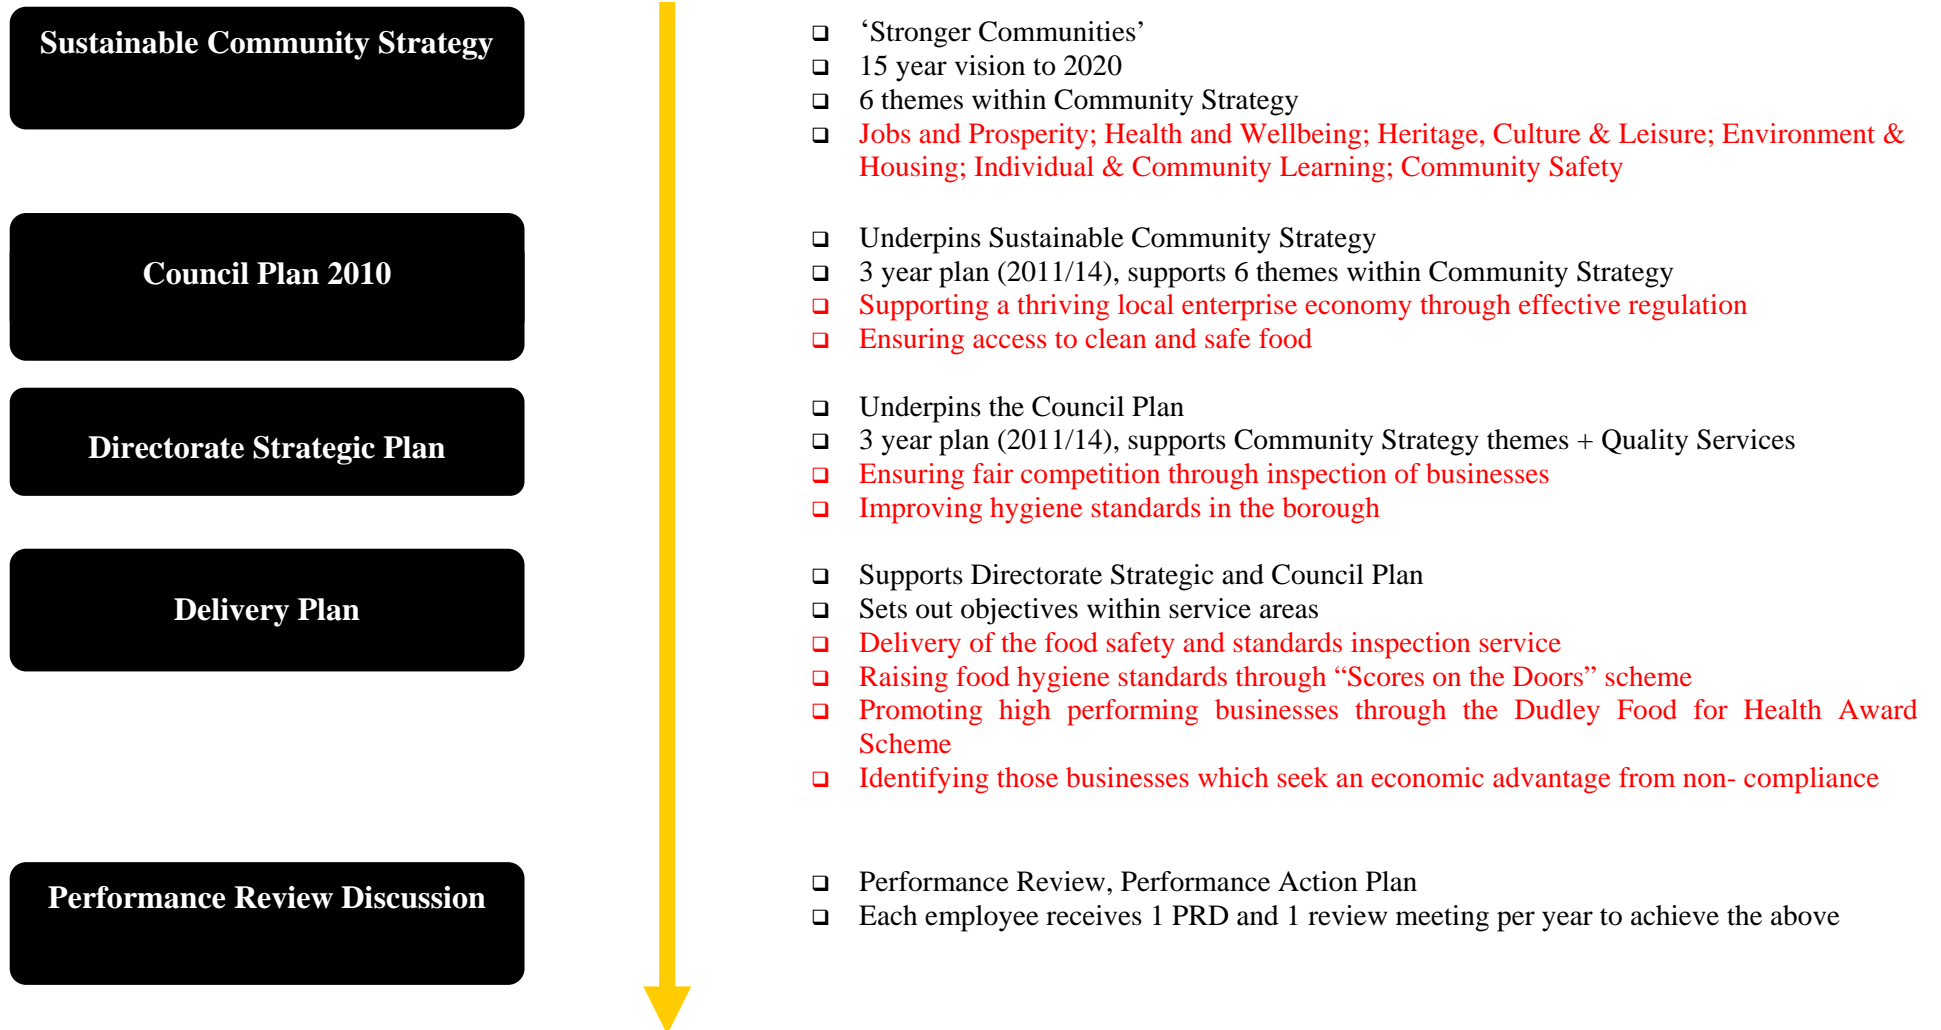 Sustainable Community Strategy
❑ ‘Stronger Communities’
❑ 15 year vision to 2020
❑ 6 themes within Community Strategy
❑ Jobs and Prosperity; Health and Wellbeing; Heritage, Culture & Leisure; Environment &
Housing; Individual & Community Learning; Community Safety
Council Plan 2010
❑ Underpins Sustainable Community Strategy
❑ 3 year plan (2011/14), supports 6 themes within Community Strategy
❑ Supporting a thriving local enterprise economy through effective regulation
❑ Ensuring access to clean and safe food
Directorate Strategic Plan
❑ Underpins the Council Plan
❑ 3 year plan (2011/14), supports Community Strategy themes + Quality Services
❑ Ensuring fair competition through inspection of businesses
❑ Improving hygiene standards in the borough
Delivery Plan
❑ Supports Directorate Strategic and Council Plan
❑ Sets out objectives within service areas
❑ Delivery of the food safety and standards inspection service
❑ Raising food hygiene standards through “Scores on the Doors” scheme
❑ Promoting high performing businesses through the Dudley Food for Health Award
Scheme
❑ Identifying those businesses which seek an economic advantage from non- compliance
Performance Review Discussion
❑ Performance Review, Performance Action Plan
❑ Each employee receives 1 PRD and 1 review meeting per year to achieve the above